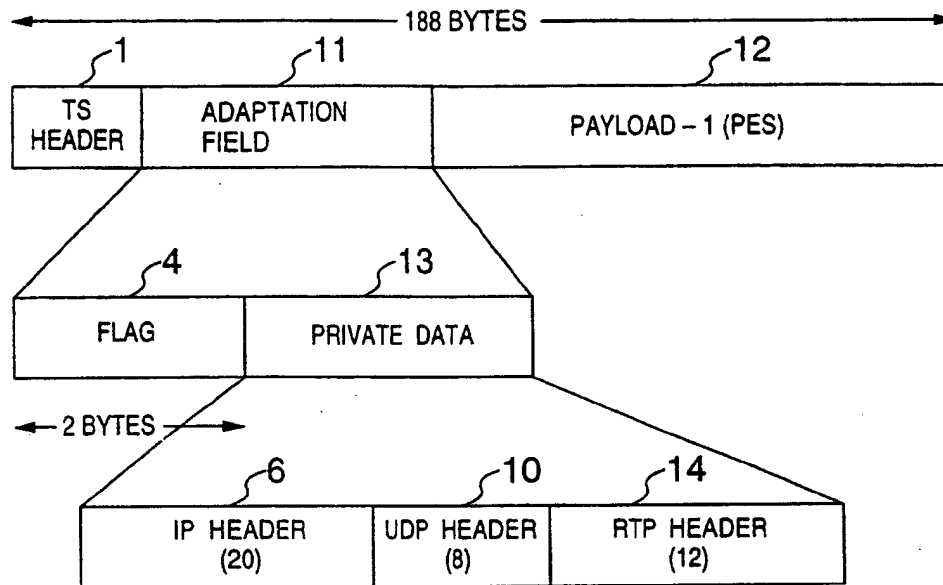 188 BYTES
1 11 12
TS HEADER ADAPTATION FIELD PAYLOAD – 1 (PES)
4 13
FLAG PRIVATE DATA
2 BYTES
6 10 14
IP HEADER (20) UDP HEADER (8) RTP HEADER (12)